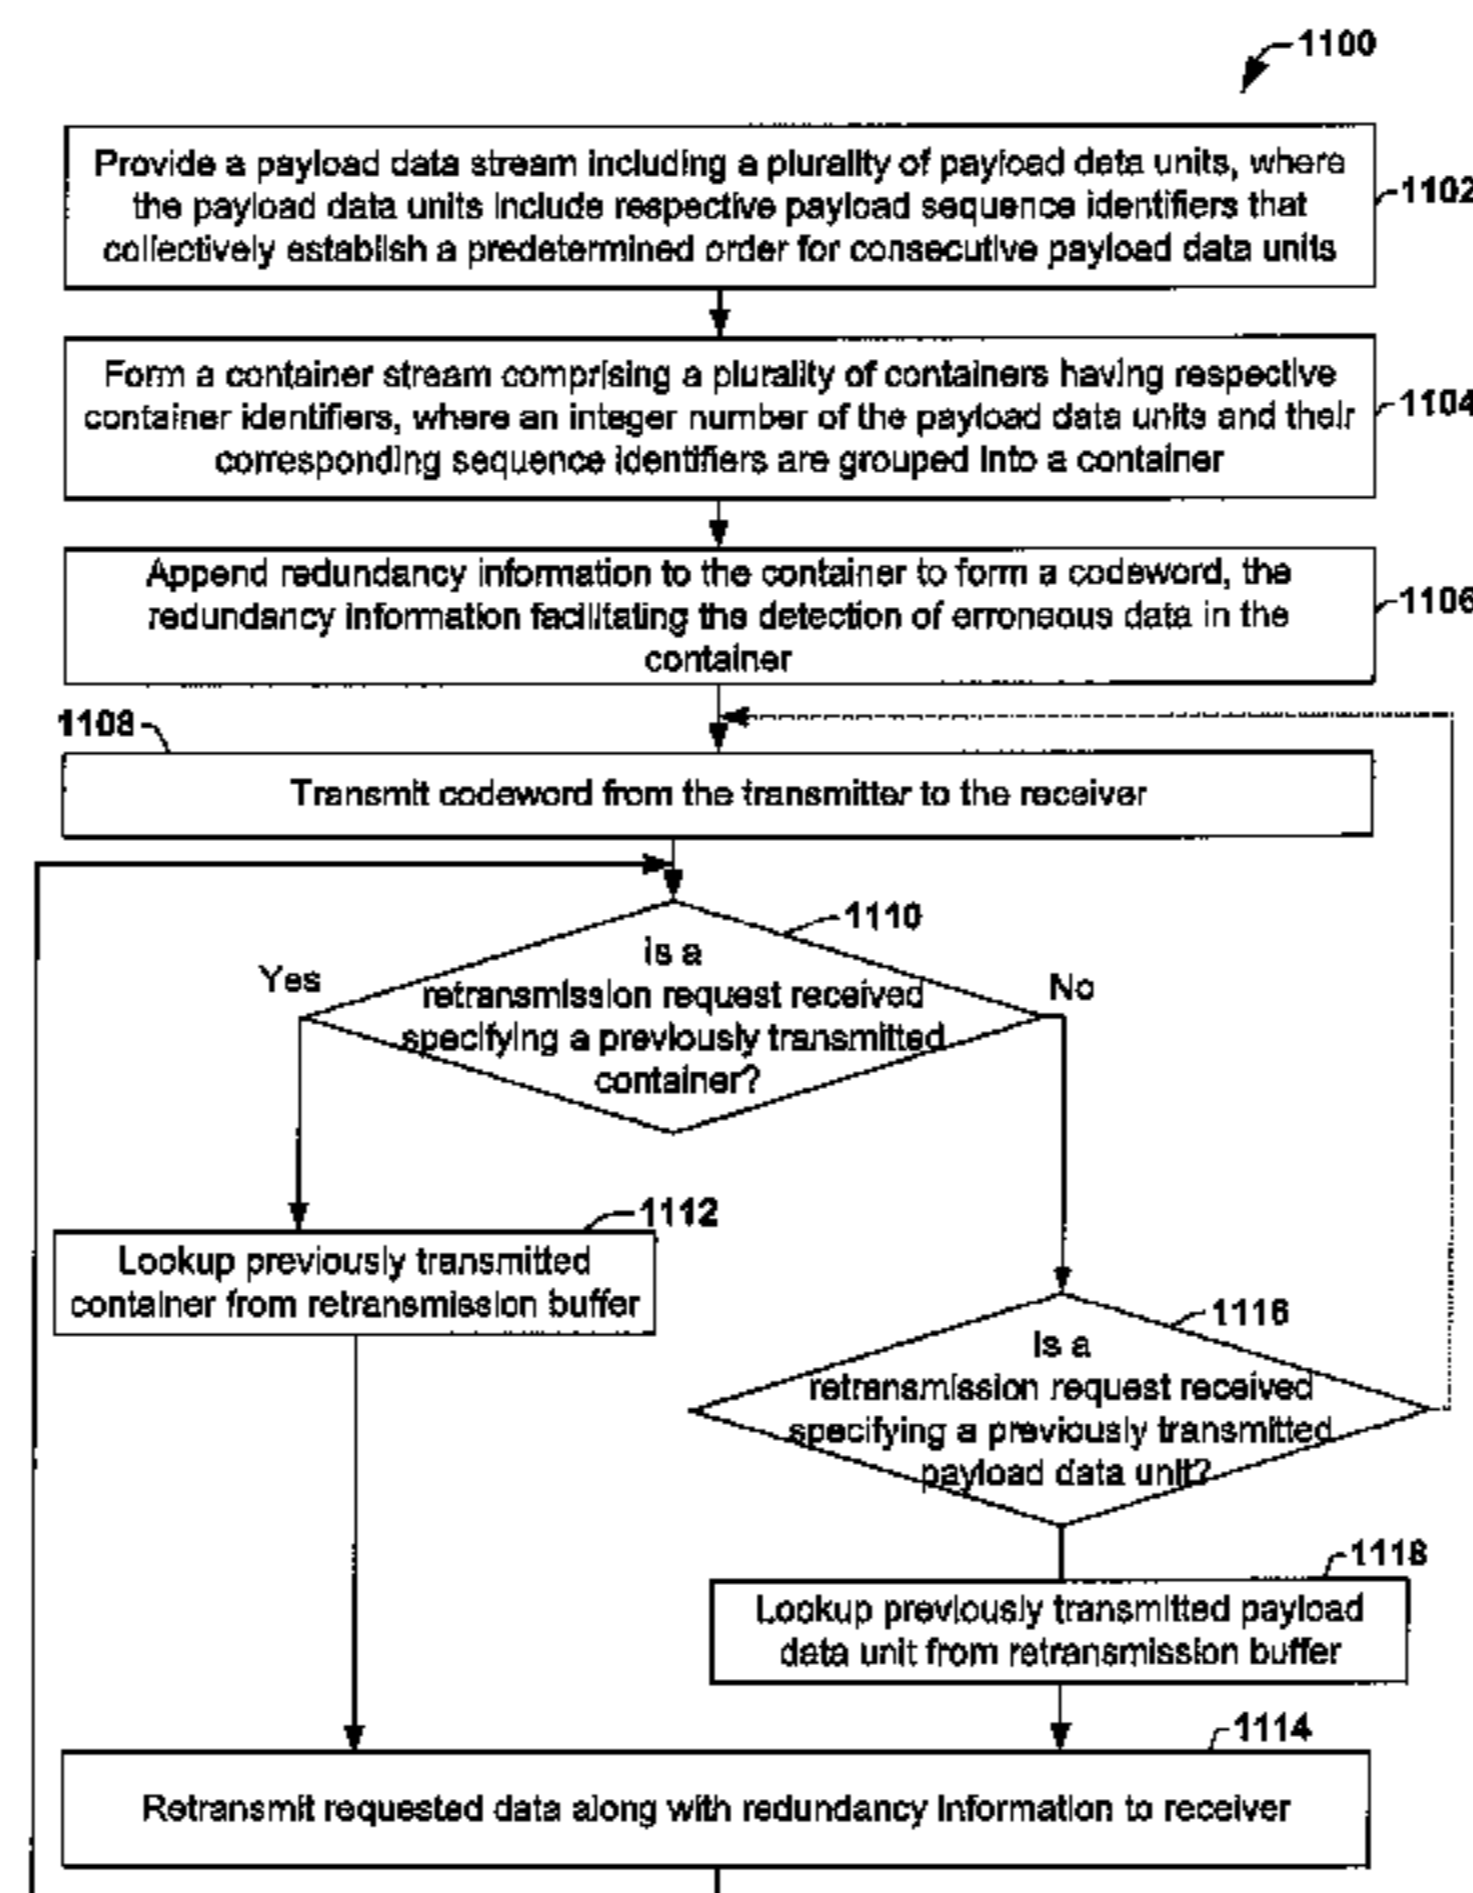 1100
Provide a payload data stream including a plurality of payload data units, where
the payload data units include respective payload sequence identifiers that
collectively establish a predetermined order for consecutive payload data units
1102
Form a container stream comprising a plurality of containers having respective
container identifiers, where an integer number of the payload data units and their
corresponding sequence identifiers are grouped into a container
1104
Append redundancy information to the container to form a codeword, the
redundancy information facilitating the detection of erroneous data in the
container
1106
1108
Transmit codeword from the transmitter to the receiver
1110
Is a
retransmission request received
specifying a previously transmitted
container?
Yes
No
1112
Lookup previously transmitted
container from retransmission buffer
1116
Is a
retransmission request received
specifying a previously transmitted
payload data unit?
1118
Lookup previously transmitted payload
data unit from retransmission buffer
1114
Retransmit requested data along with redundancy information to receiver